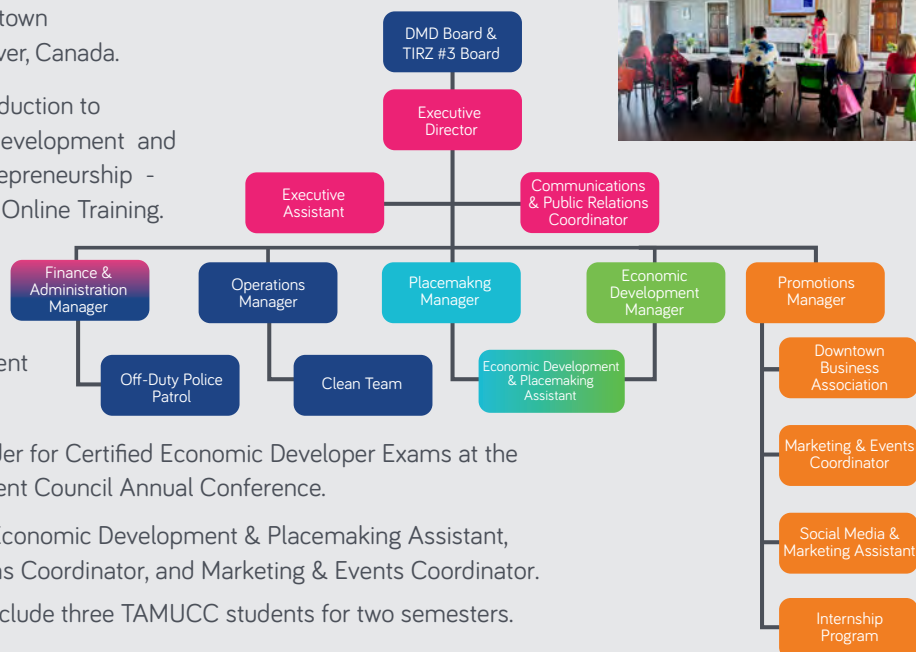 town
ver, Canada.
duction to
evelopment and
epreneurship -
Online Training.
ent
der for Certified Economic Developer Exams at the
ent Council Annual Conference.
Economic Development & Placemaking Assistant,
ns Coordinator, and Marketing & Events Coordinator.
clude three TAMUCC students for two semesters.
DMD Board &
TIRZ #3 Board
Executive
Director
Executive
Assistant
Communications
& Public Relations
Coordinator
Finance &
Administration
Manager
Operations
Manager
Placemakng
Manager
Economic
Development
Manager
Promotions
Manager
Off-Duty Police
Patrol
Clean Team
Economic Development
& Placemaking
Assistant
Downtown
Business
Association
Marketing & Events
Coordinator
Social Media &
Marketing Assistant
Internship
Program